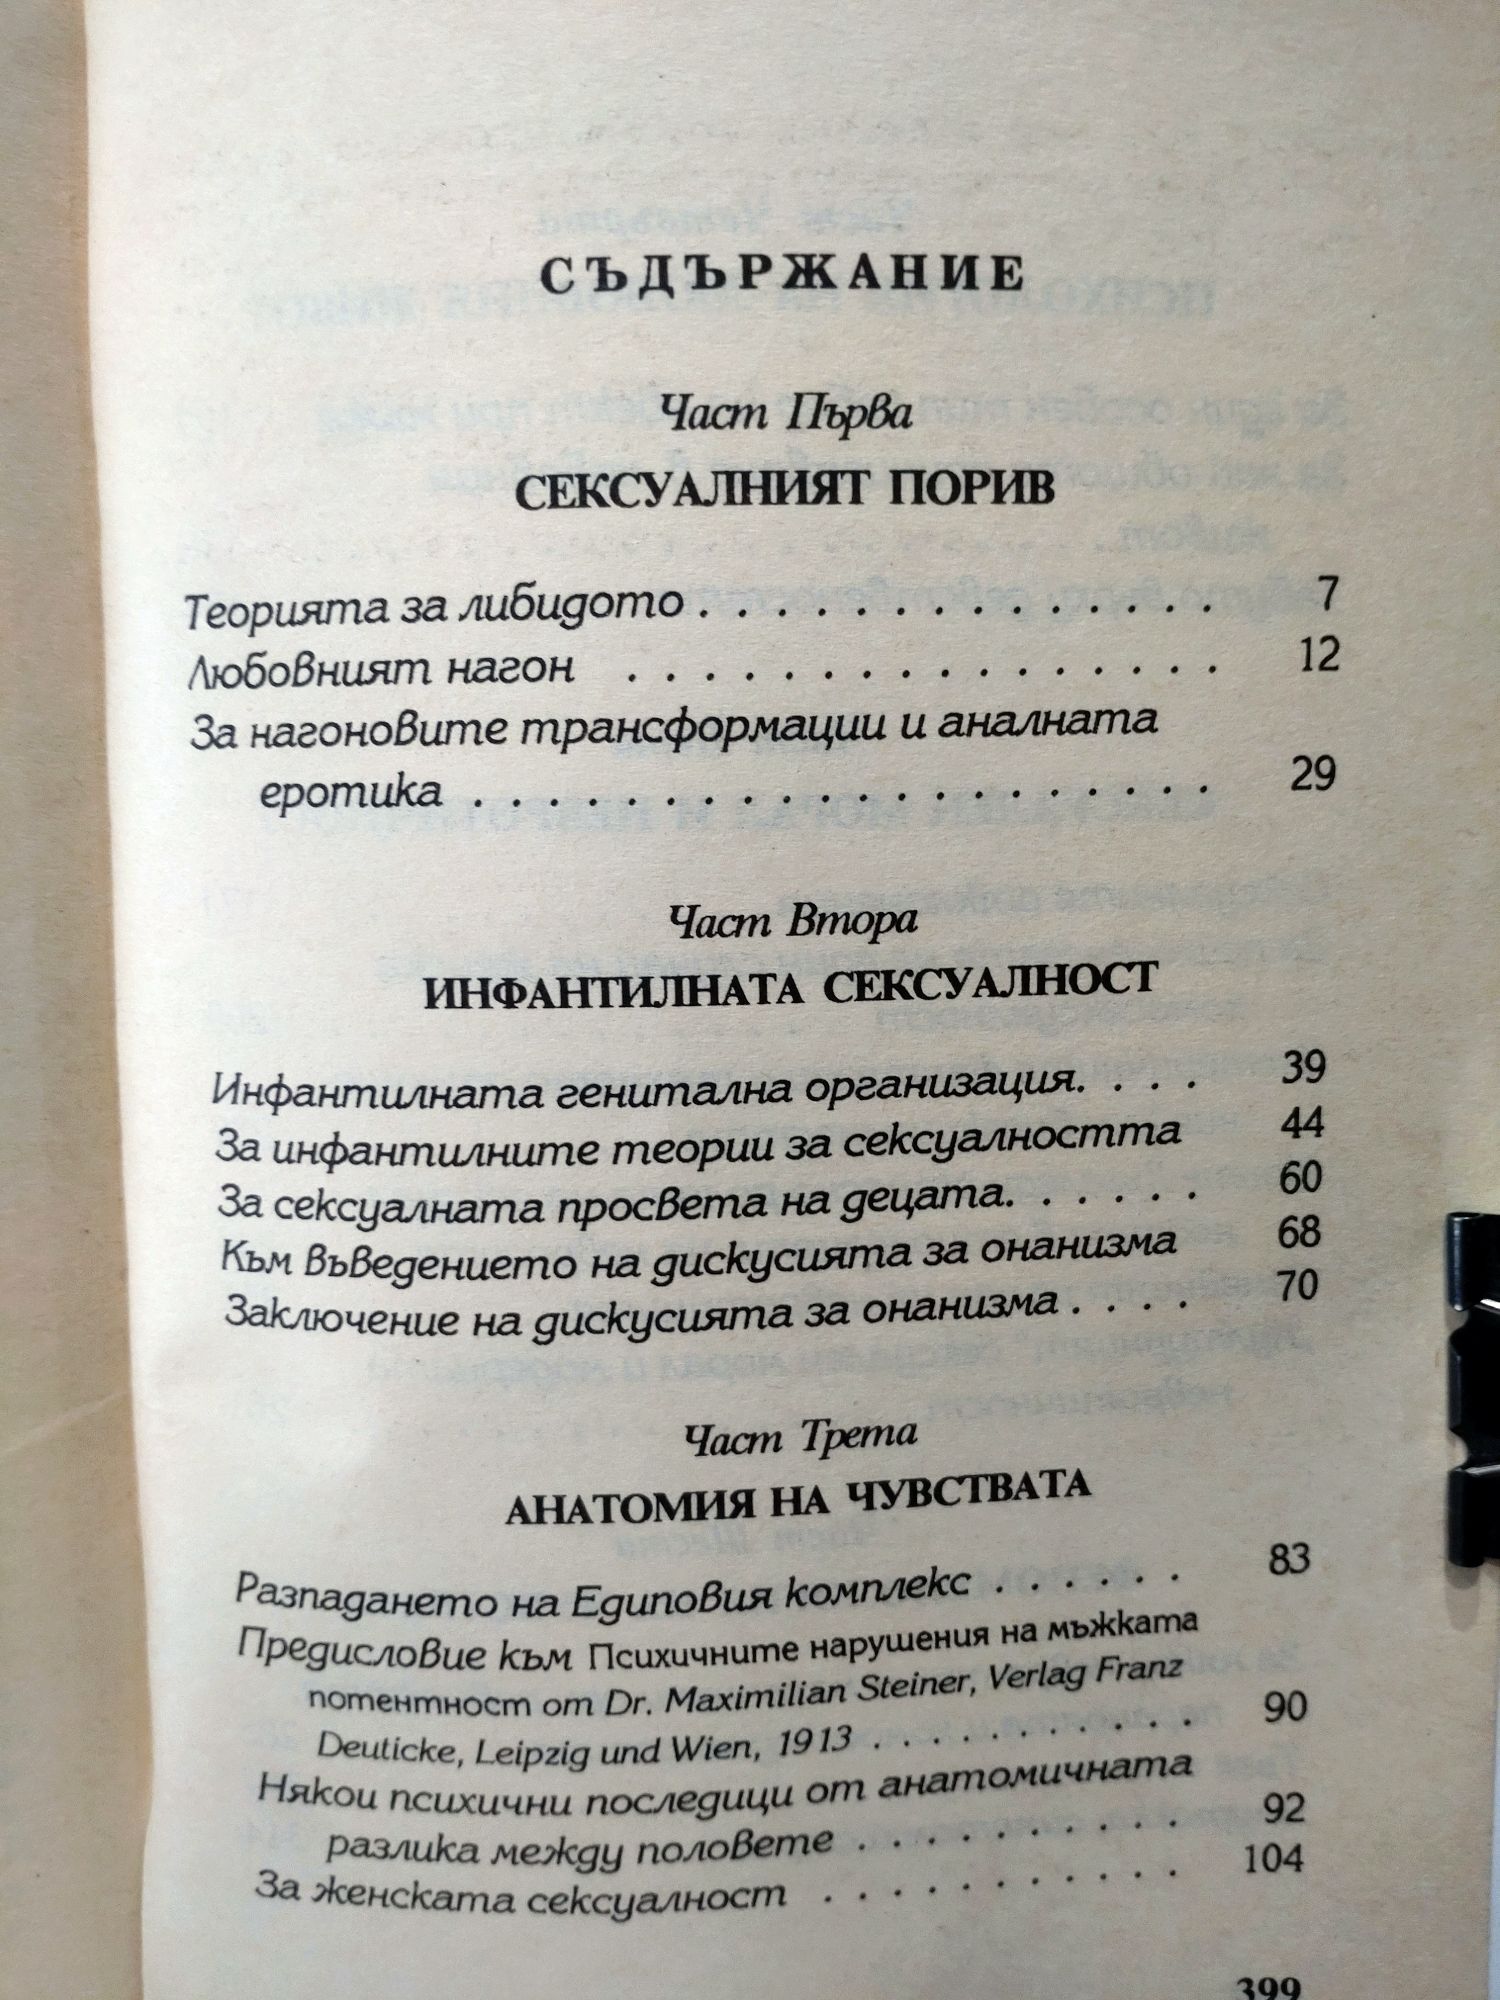 СЪДЪРЖАНИЕ
Част Първа
СЕКСУАЛНИЯТ ПОРИВ
Теорията за либидото . . . . . . . . . . . . . . 7
Любовният нагон . . . . . . . . . . . . . . . . 12
За нагоновите трансформации и аналната
еротика . . . . . . . . . . . . . . . . . . . . 29
Част Втора
ИНФАНТИЛНАТА СЕКСУАЛНОСТ
Инфантилната генитална организация. . . . 39
За инфантилните теории за сексуалността 44
За сексуалната просвета на децата. . . . . . 60
Към въведението на дискусията за онанизма 68
Заключение на дискусията за онанизма . . . . 70
Част Трета
АНАТОМИЯ НА ЧУВСТВАТА
Разпадането на Едиповия комплекс . . . . . . 83
Предисловие към Психичните нарушения на мъжката
потентност от Dr. Maximilian Steiner, Verlag Franz
Deuticke, Leipzig und Wien, 1913 . . . . . . . . . . . 90
Някои психични последици от анатомичната
разлика между половете . . . . . . . . . . 92
За женската сексуалност . . . . . . . . . . . 104
399